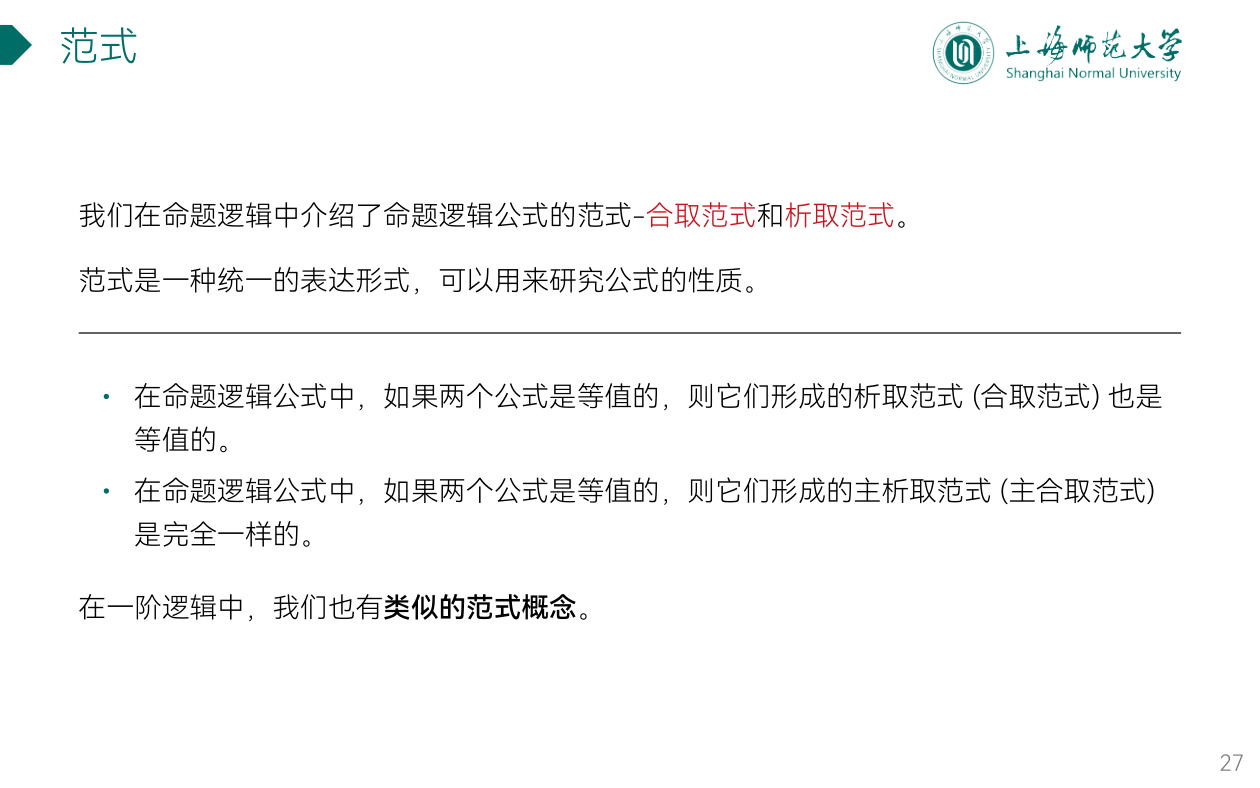 范式
上海师范大学
Shanghai Normal University
我们在命题逻辑中介绍了命题逻辑公式的范式–合取范式和析取范式。
范式是一种统一的表达形式，可以用来研究公式的性质。
• 在命题逻辑公式中，如果两个公式是等值的，则它们形成的析取范式 (合取范式) 也是
等值的。
• 在命题逻辑公式中，如果两个公式是等值的，则它们形成的主析取范式 (主合取范式)
是完全一样的。
在一阶逻辑中，我们也有类似的范式概念。
27